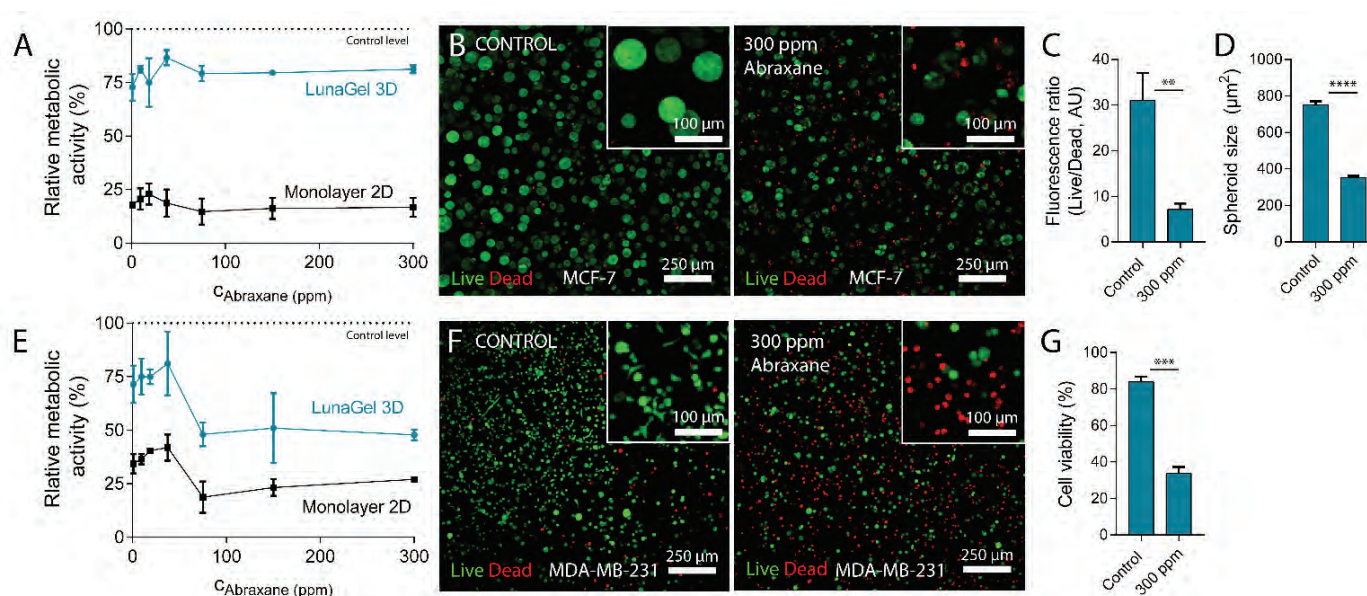 A
Rlative metabolic
activity (%)
100
75
50
25
0
Control level
LunaGel 3D
Monolayer 2D
0
100
200
300
cAbraxane (ppm)
B
CONTROL
100 µm
Live Dead
MCF-7
250 µm
300 ppm
Abraxane
100 µm
250 µm
C
Fluorescence ratio
(Live/Dead, AU)
40
30
20
10
0
**
Control
300 ppm
D
Spheroid size (µm²)
1000
800
600
400
200
0
****
Control
300 ppm
E
Rlative metabolic
activity (%)
100
75
50
25
0
Control level
LunaGel 3D
Monolayer 2D
0
100
200
300
cAbraxane (ppm)
F
CONTROL
100 µm
Live Dead
MDA-MB-231
250 µm
300 ppm
Abraxane
100 µm
Live Dead
MDA-MB-231
250 µm
G
Cell viability (%)
100
80
60
40
20
0
***
Control
300 ppm